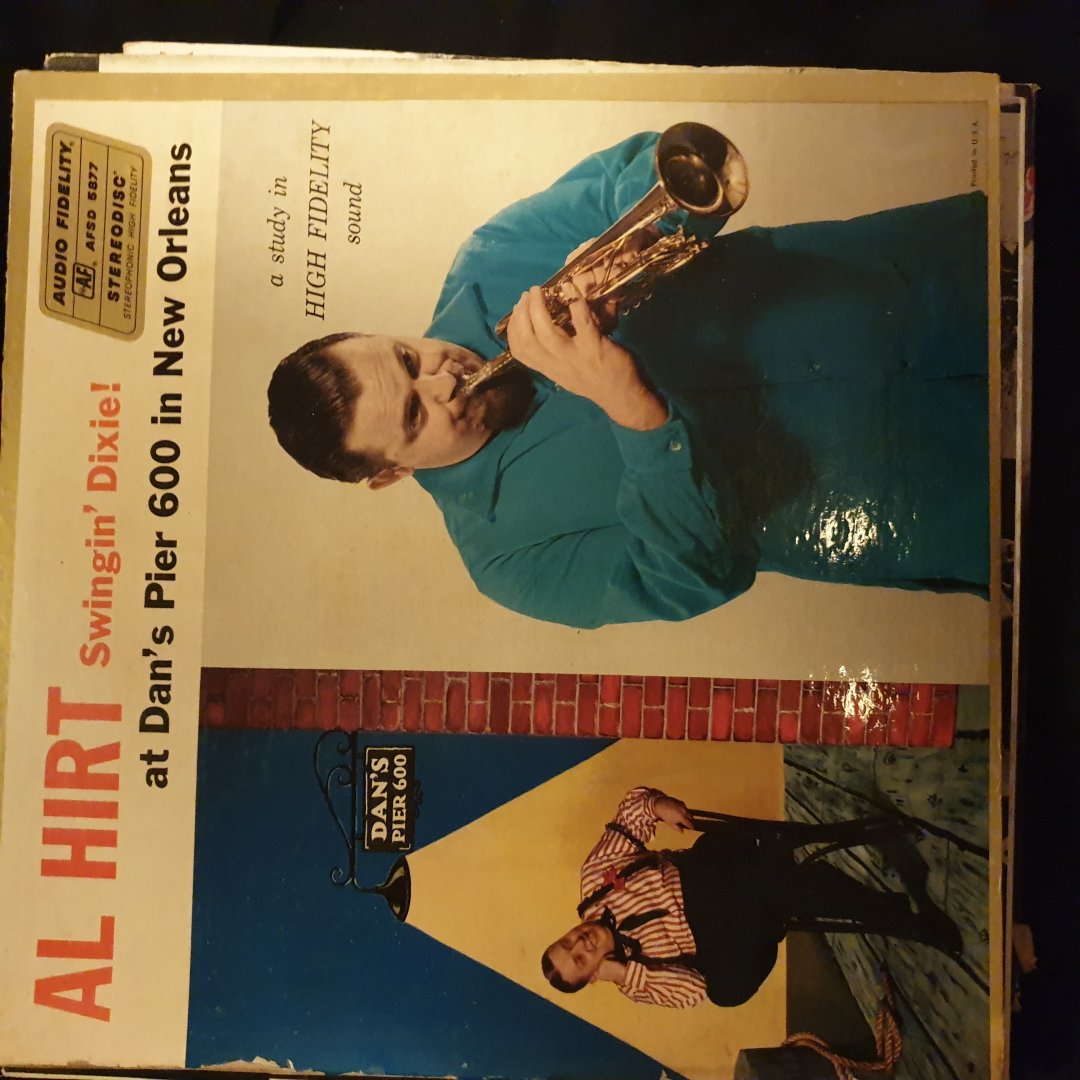 AL HIRT Swingin' Dixie!
at Dan's Pier 600 in New Orleans
AUDIO FIDELITY®
AF® AFSD 5877
STEREODISC
STEREOPHONIC HIGH FIDELITY
a study in
HIGH FIDELITY
sound
DAN'S
PIER 600
Printed in U.S.A.